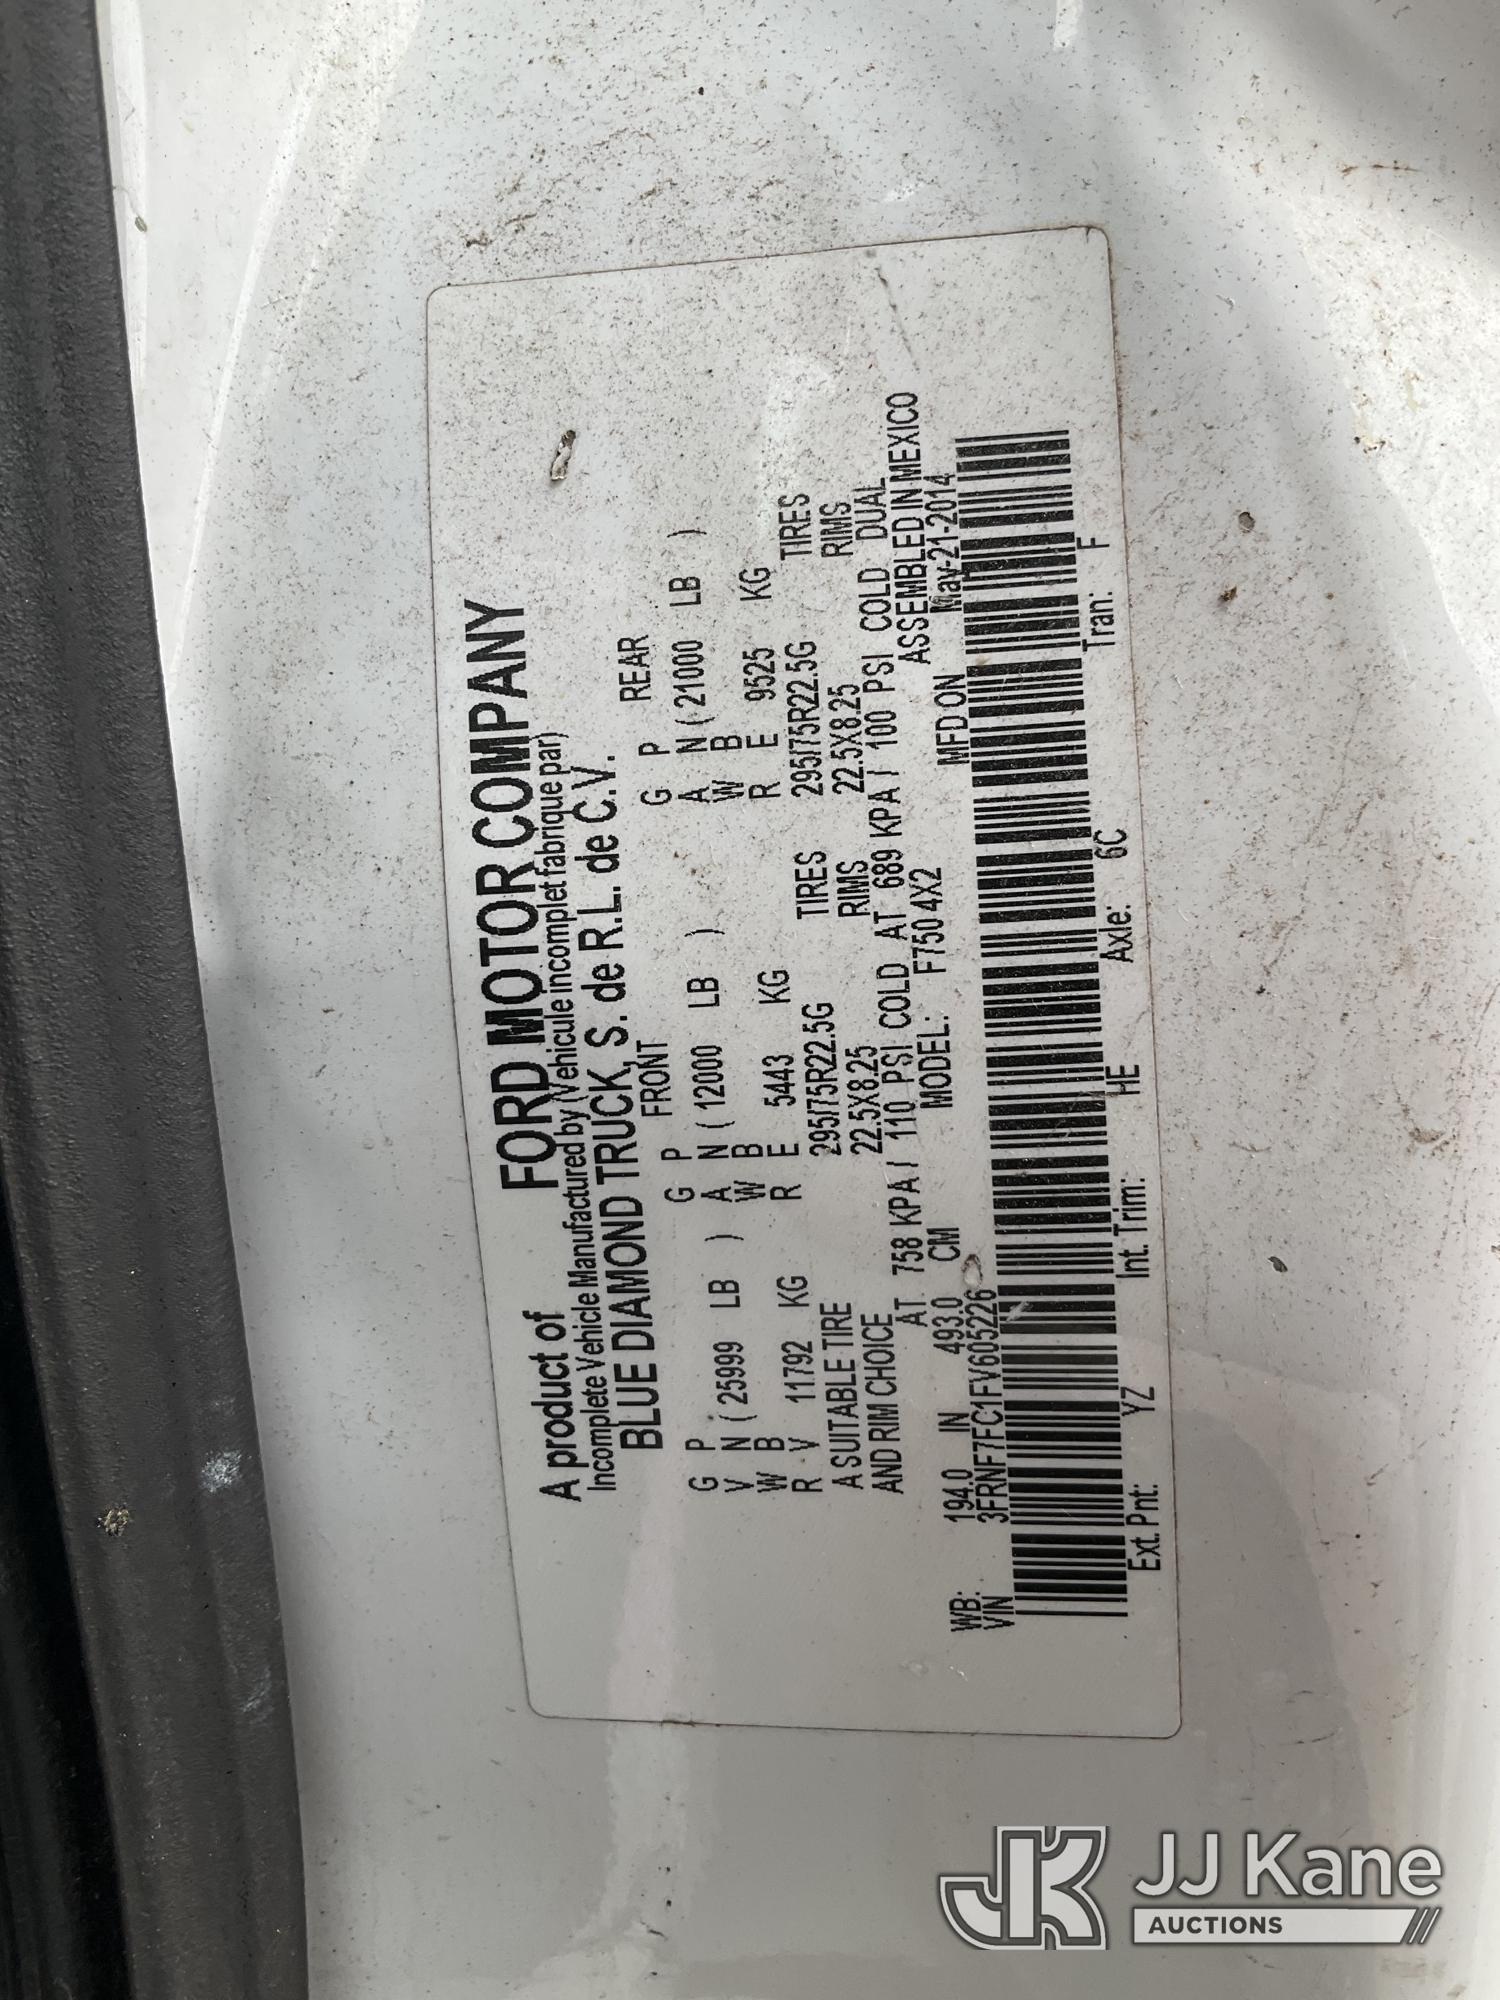 A product of FORD MOTOR COMPANY
Incomplete Vehicle Manufactured by (Vehicule incomplet fabrique par)
BLUE DIAMOND TRUCK, S. de R.L. de C.V.
FRONT REAR
G P G P G P
V N ( 25999 LB ) A N ( 12000 LB ) A N ( 21000 LB )
W B W B W B
R V 11792 KG R E 5443 KG R E 9525 KG
A SUITABLE TIRE 295/75R22.5G TIRES 295/75R22.5G TIRES
AND RIM CHOICE 22.5X8.25 RIMS 22.5X8.25 RIMS
AT 758 KPA / 110 PSI COLD AT 689 KPA / 100 PSI COLD DUAL
ASSEMBLED IN MEXICO
WB: 194.0 IN 493.0 CM MODEL: F750 4X2 MFD ON May-21-2014
VIN 3FRNF7FC1FV605226
Ext. Pnt: YZ Int. Trim: HE Axle: 6C Tran: F
JK JJ Kane
AUCTIONS